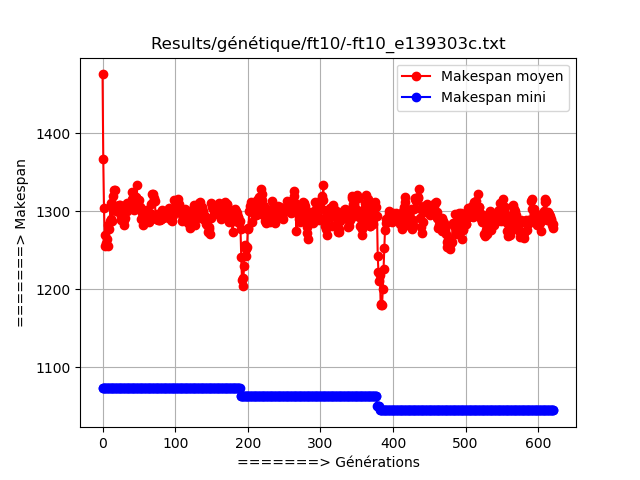 Results/génétique/ft10/-ft10_e139303c.txt
Makespan moyen
Makespan mini
1400
1300
1200
1100
=======> Makespan
0 100 200 300 400 500 600
=======> Générations